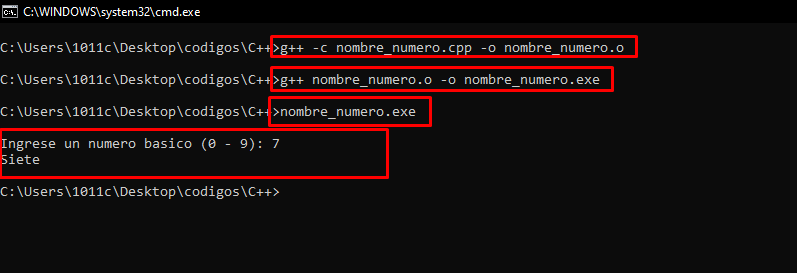 C:\WINDOWS\system32\cmd.exe
C:\Users\1011c\Desktop\codigos\C++>g++ -c nombre_numero.cpp -o nombre_numero.o
C:\Users\1011c\Desktop\codigos\C++>g++ nombre_numero.o -o nombre_numero.exe
C:\Users\1011c\Desktop\codigos\C++>nombre_numero.exe
Ingrese un numero basico (0 - 9): 7
Siete
C:\Users\1011c\Desktop\codigos\C++>